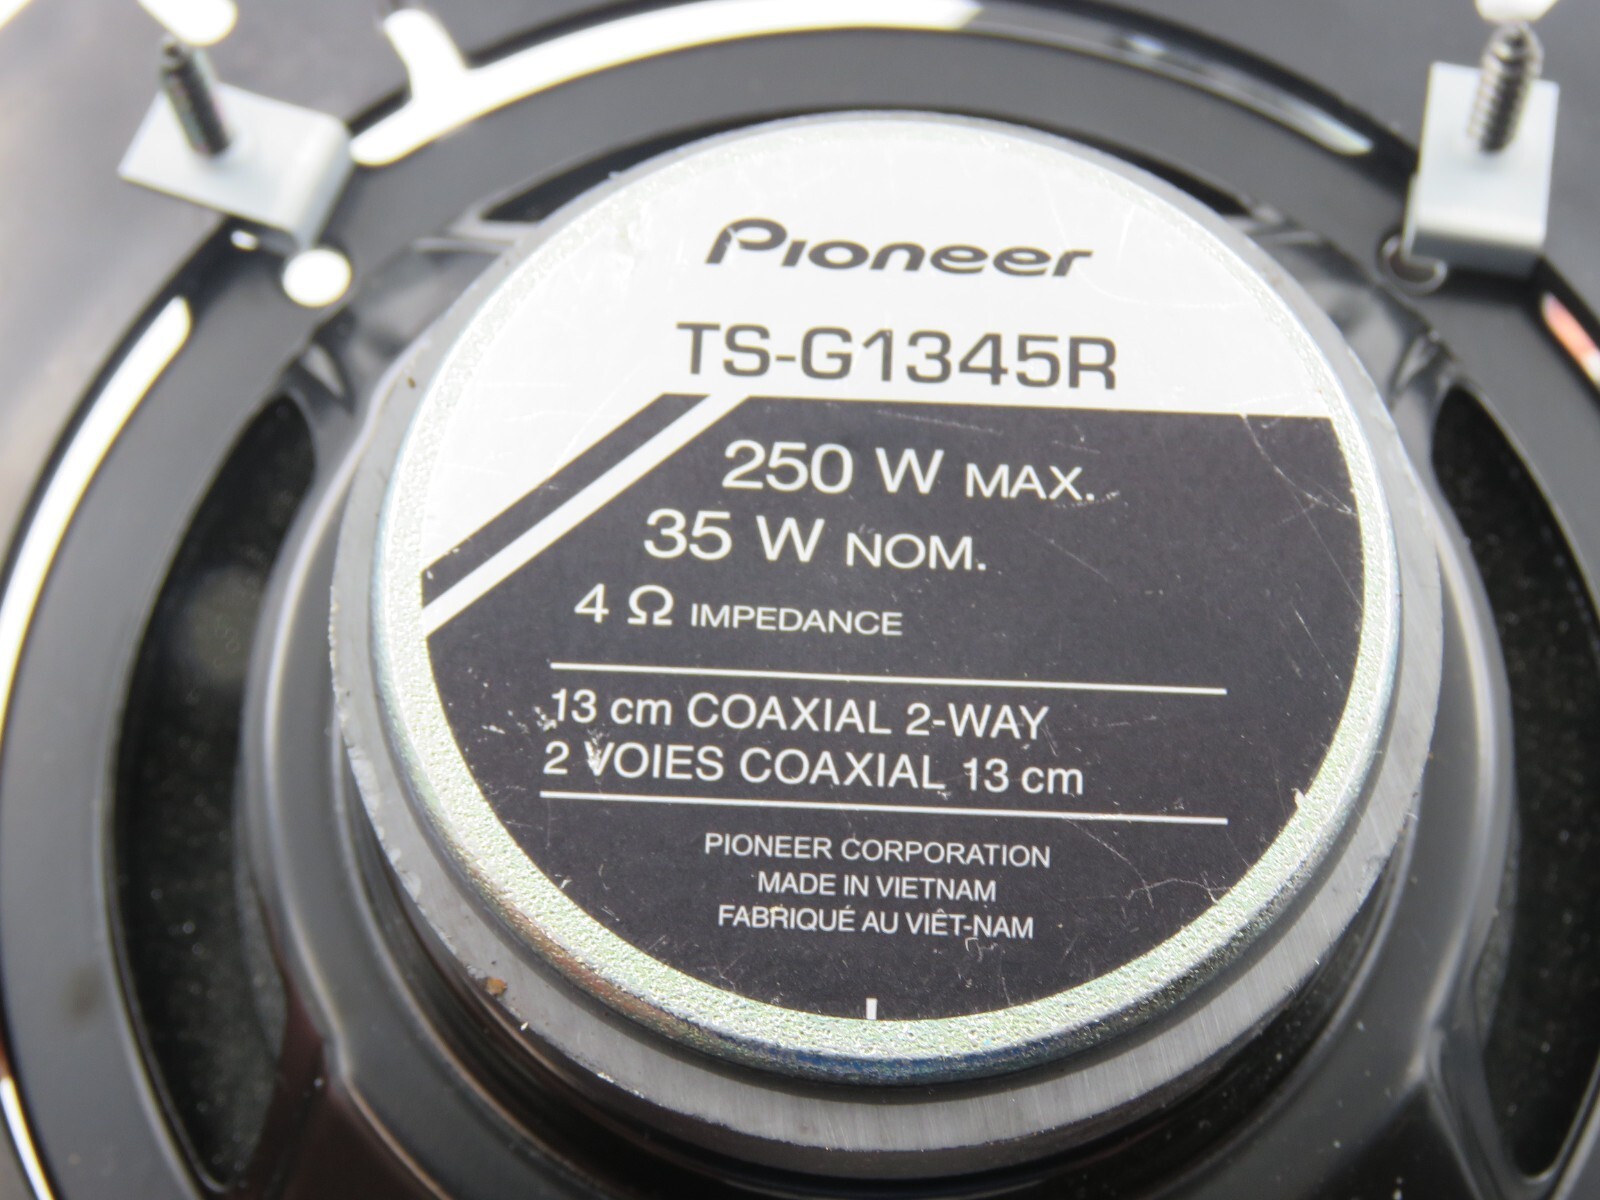 Pioneer
TS-G1345R
250 W MAX.
35 W NOM.
4 Ω IMPEDANCE
13 cm COAXIAL 2-WAY
2 VOIES COAXIAL 13 cm
PIONEER CORPORATION
MADE IN VIETNAM
FABRIQUÉ AU VIÊT-NAM